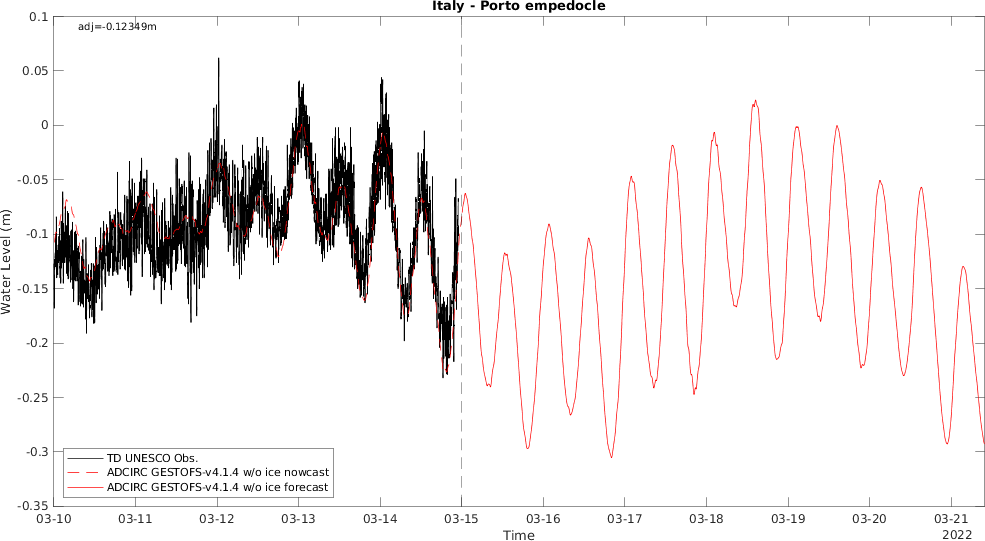 Italy - Porto empedocle
adj=-0.12349m
0.1
0.05
0
-0.05
-0.1
-0.15
-0.2
-0.25
-0.3
-0.35
Water Level (m)
TD UNESCO Obs.
ADCIRC GESTOFS-v4.1.4 w/o ice nowcast
ADCIRC GESTOFS-v4.1.4 w/o ice forecast
03-10 03-11 03-12 03-13 03-14 03-15 03-16 03-17 03-18 03-19 03-20 03-21
Time
2022